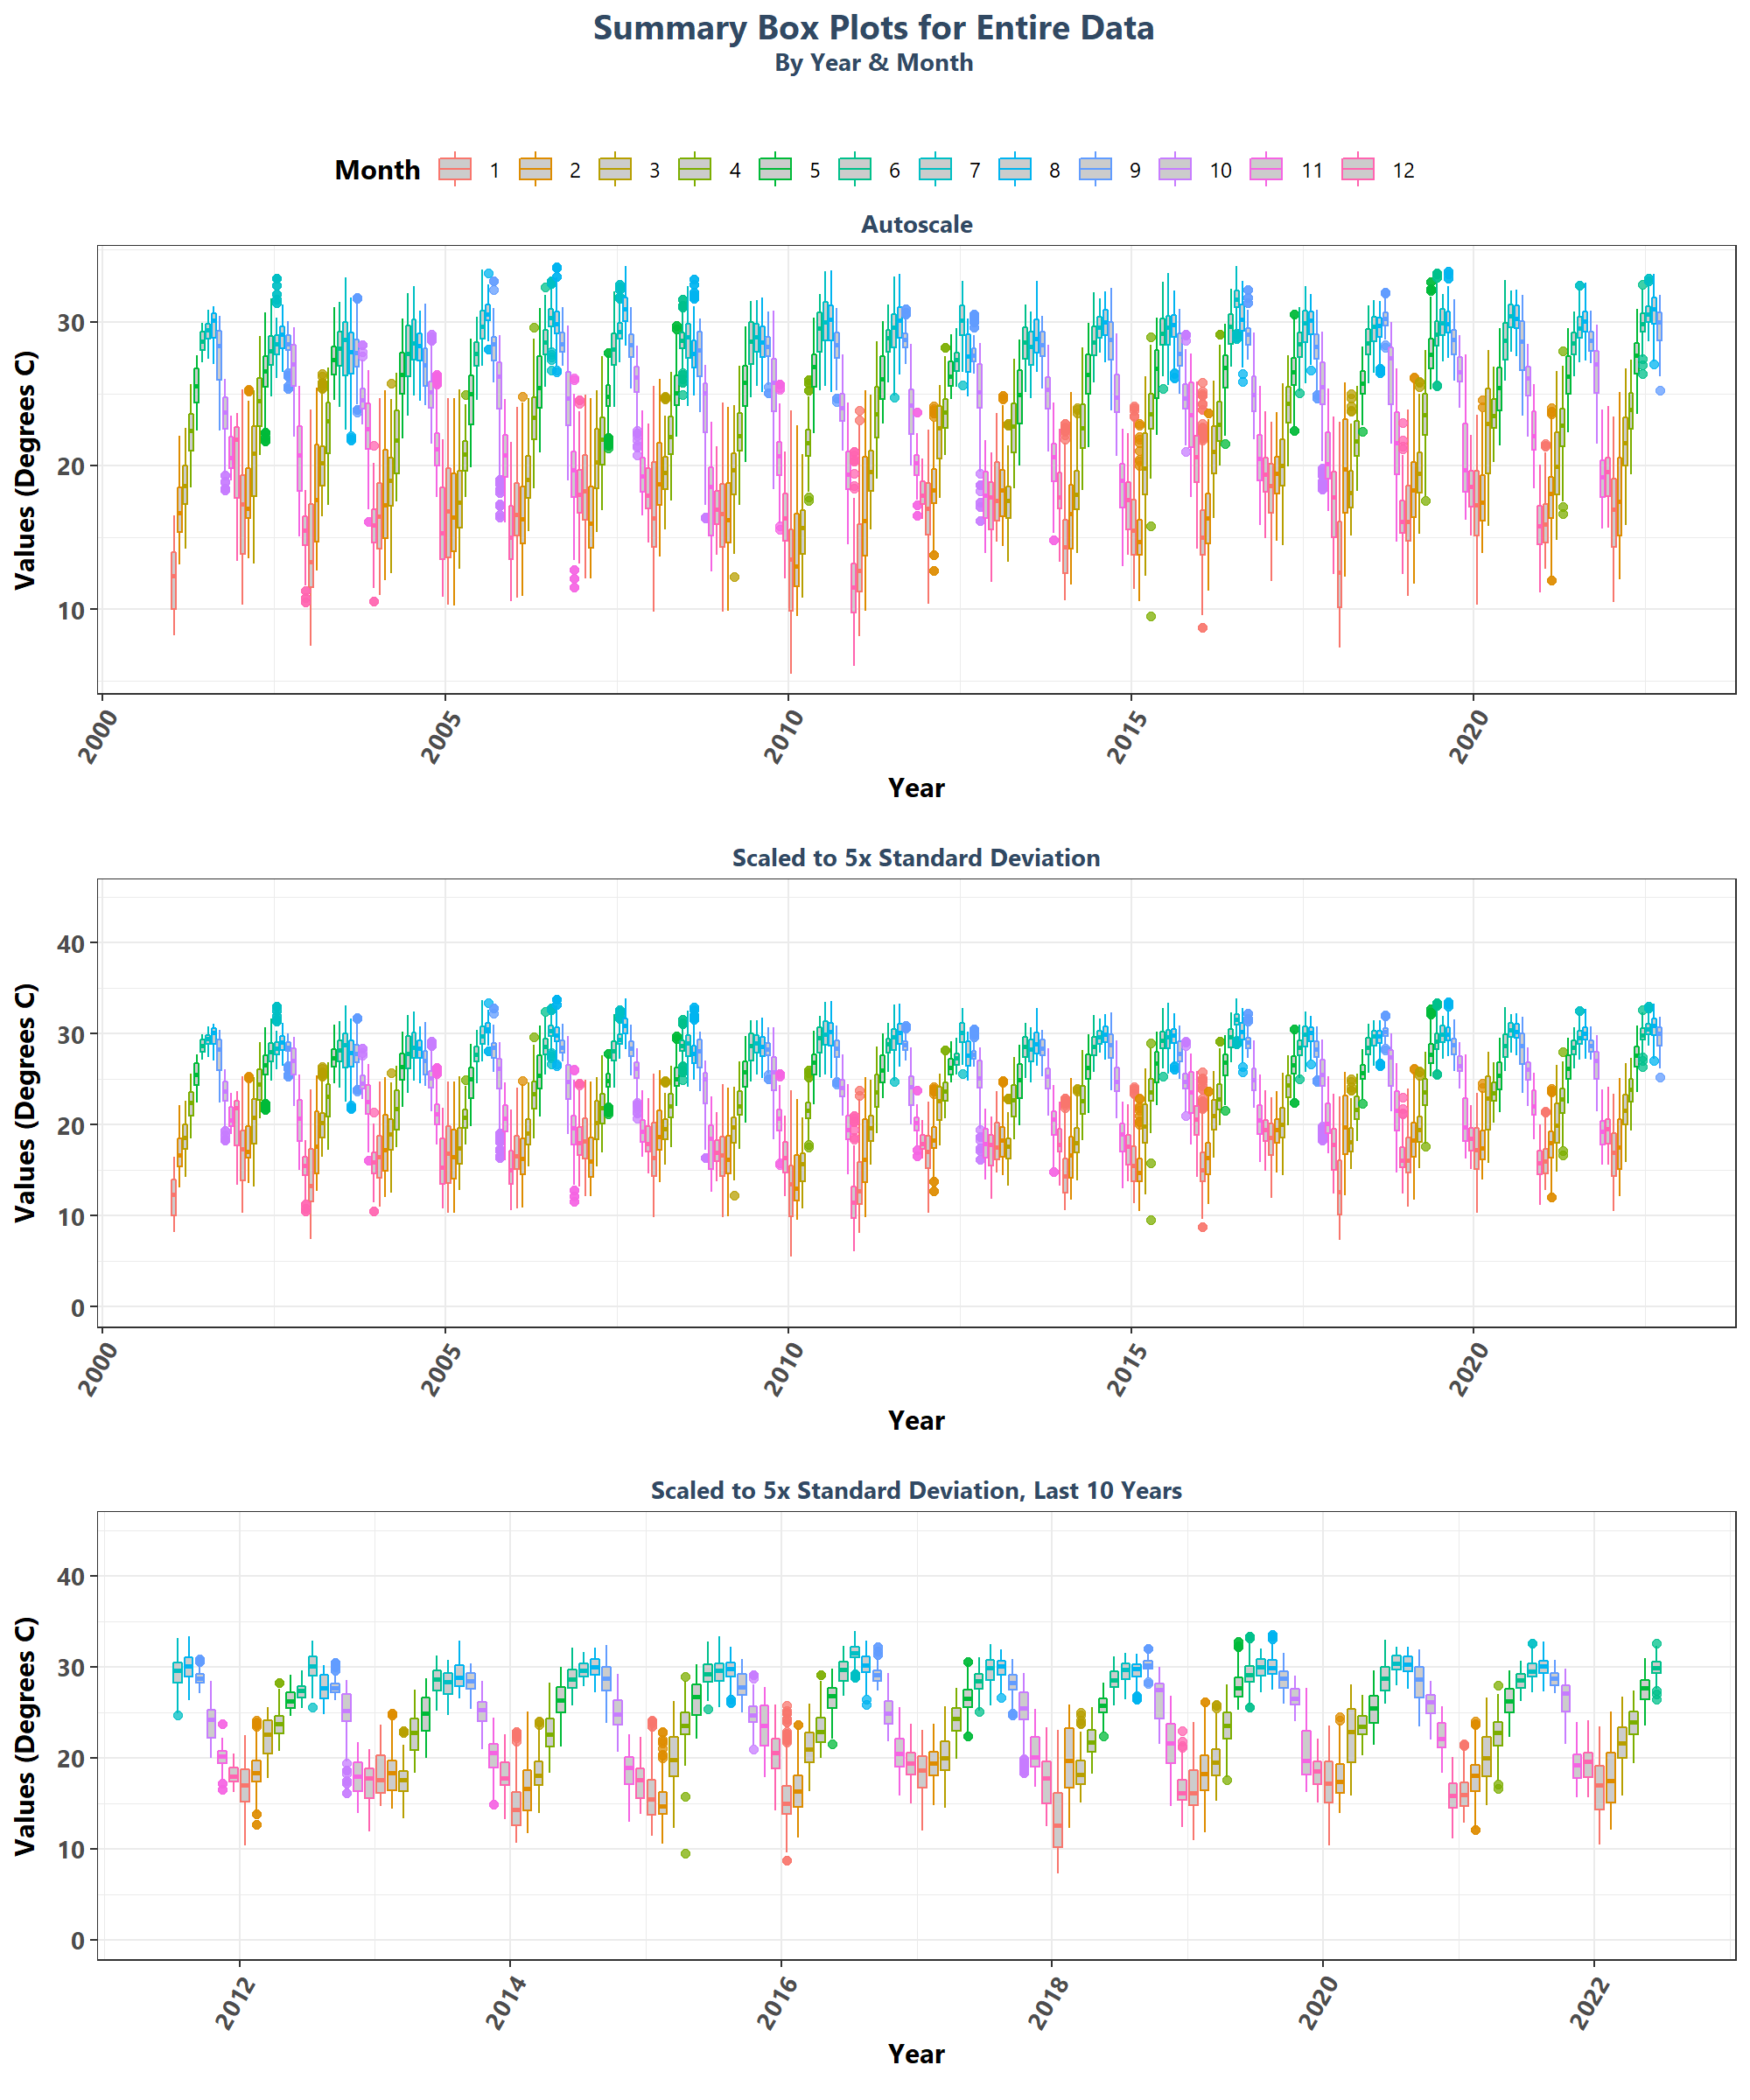 Summary Box Plots for Entire Data
By Year & Month
Month 1 2 3 4 5 6 7 8 9 10 11 12
Autoscale
Values (Degrees C)
30
20
10
2000 2005 2010 2015 2020
Year
Scaled to 5x Standard Deviation
Values (Degrees C)
40
30
20
10
0
2000 2005 2010 2015 2020
Year
Scaled to 5x Standard Deviation, Last 10 Years
Values (Degrees C)
40
30
20
10
0
2012 2014 2016 2018 2020 2022
Year